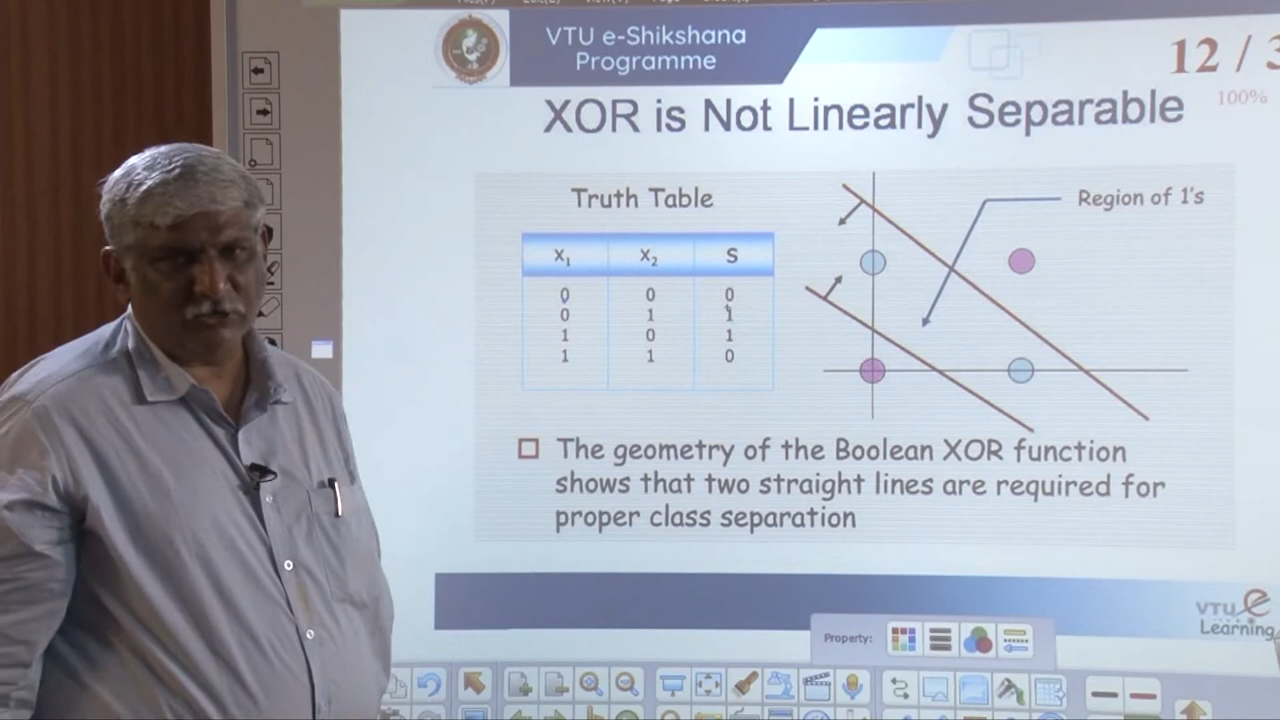 VTU e-Shikshana
Programme
12 / 3
100%
XOR is Not Linearly Separable
Truth Table
X1 X2 S
0 0 0
0 1 1
1 0 1
1 1 0
Region of 1's
The geometry of the Boolean XOR function
shows that two straight lines are required for
proper class separation
VTU e
Learning
Property: